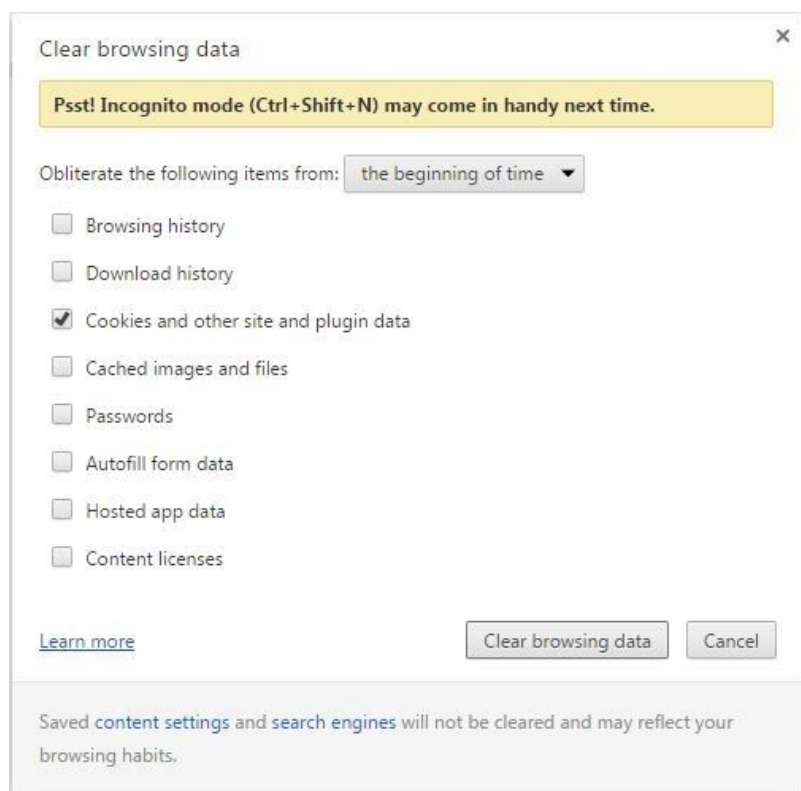 Clear browsing data
Psst! Incognito mode (Ctrl+Shift+N) may come in handy next time.
Obliterate the following items from: the beginning of time
Browsing history
Download history
Cookies and other site and plugin data
Cached images and files
Passwords
Autofill form data
Hosted app data
Content licenses
Learn more Clear browsing data Cancel
Saved content settings and search engines will not be cleared and may reflect your
browsing habits.